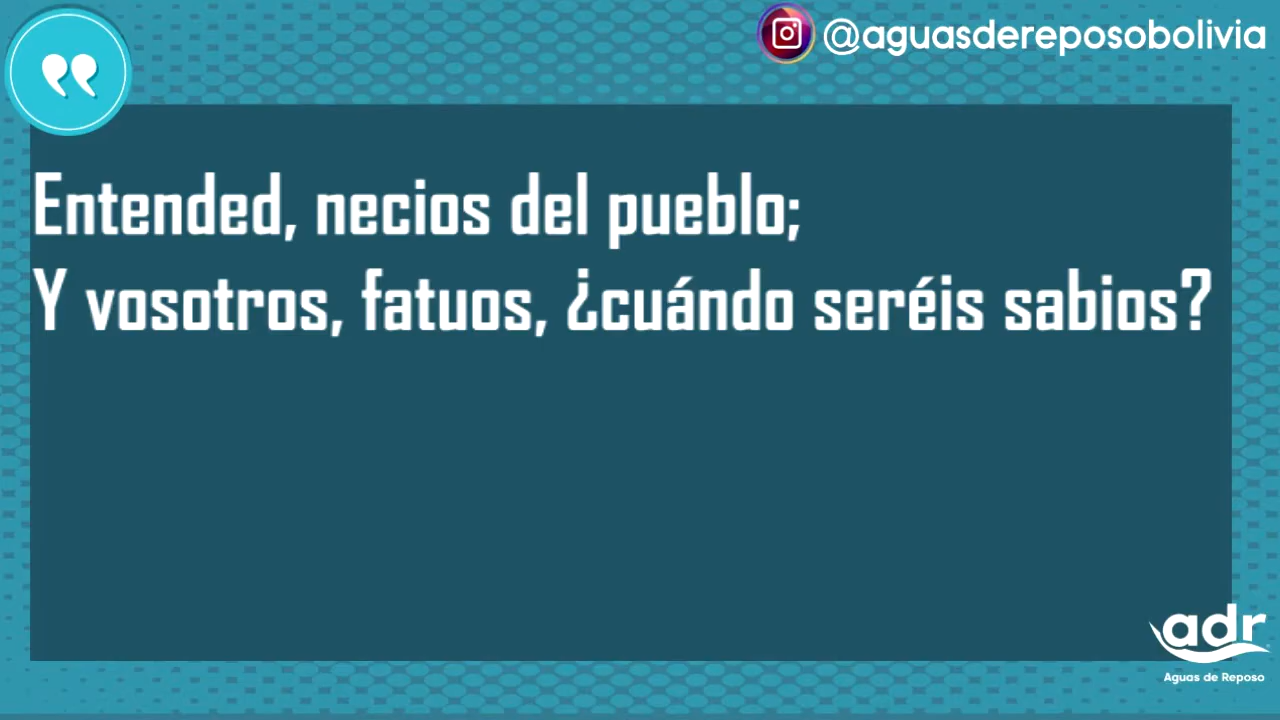 @aguasdereposobolivia
Entended, necios del pueblo;
Y vosotros, fatuos, ¿cuándo seréis sabios?
adr
Aguas de Reposo